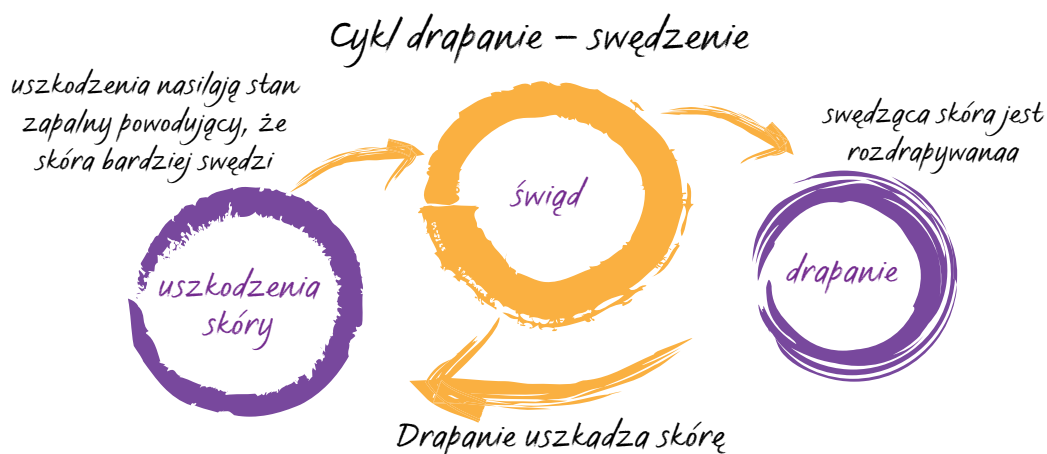 Cykl drapanie – swędzenie
uszkodzenia nasilają stan
zapalny powodujący, że
skóra bardziej swędzi
świąd
swędząca skóra jest
rozdrapywanaa
drapanie
uszkodzenia
skóry
Drapanie uszkadza skórę